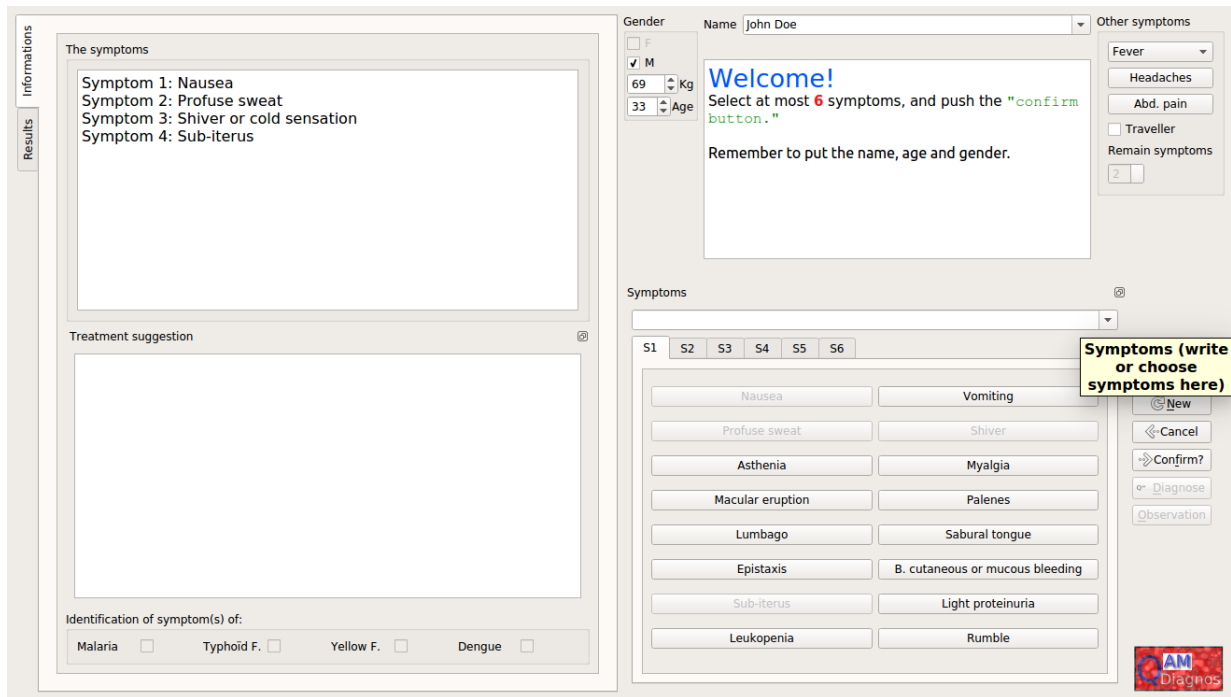 Informations
Results
The symptoms
Symptom 1: Nausea
Symptom 2: Profuse sweat
Symptom 3: Shiver or cold sensation
Symptom 4: Sub-iterus
Treatment suggestion
Identification of symptom(s) of:
Malaria
Typhoïd F.
Yellow F.
Dengue
Gender
F
M
69 Kg
33 Age
Name John Doe
Welcome!
Select at most 6 symptoms, and push the "confirm
button."
Remember to put the name, age and gender.
Other symptoms
Fever
Headaches
Abd. pain
Traveller
Remain symptoms
2
Symptoms
S1 S2 S3 S4 S5 S6
Symptoms (write
or choose
symptoms here)
Nausea Vomiting
Profuse sweat Shiver
Asthenia Myalgia
Macular eruption Palenes
Lumbago Sabural tongue
Epistaxis B. cutaneous or mucous bleeding
Sub-iterus Light proteinuria
Leukopenia Rumble
New
Cancel
Confirm?
Diagnose
Observation
QAM
Diagnos